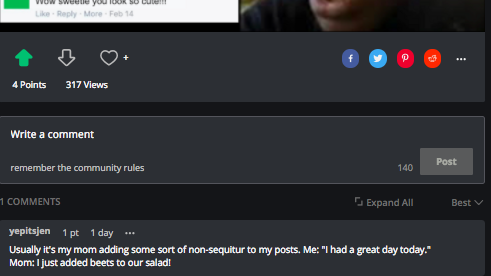 Wow sweetie you look so cute!!!
Like · Reply · More · Feb 14
+
4 Points 317 Views
Write a comment
remember the community rules 140 Post
1 COMMENTS Expand All Best
yepitsjen 1 pt 1 day ...
Usually it's my mom adding some sort of non-sequitur to my posts. Me: "I had a great day today."
Mom: I just added beets to our salad!